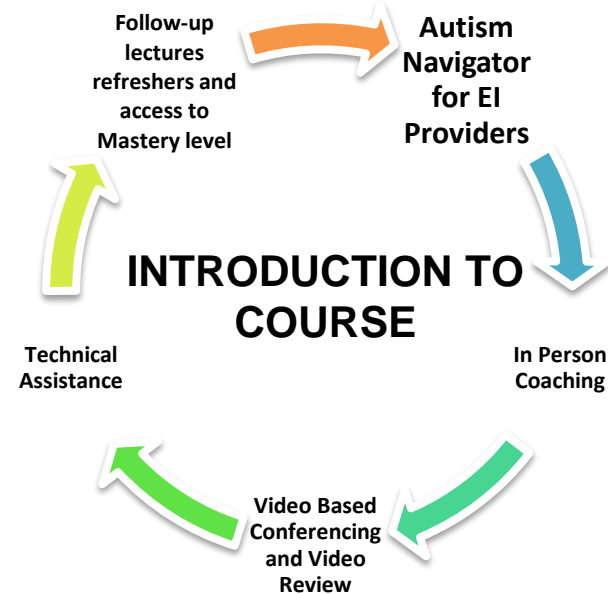 Follow-up
lectures
refreshers and
access to
Mastery level
Autism
Navigator
for EI
Providers
INTRODUCTION TO
COURSE
In Person
Coaching
Video Based
Conferencing
and Video
Review
Technical
Assistance